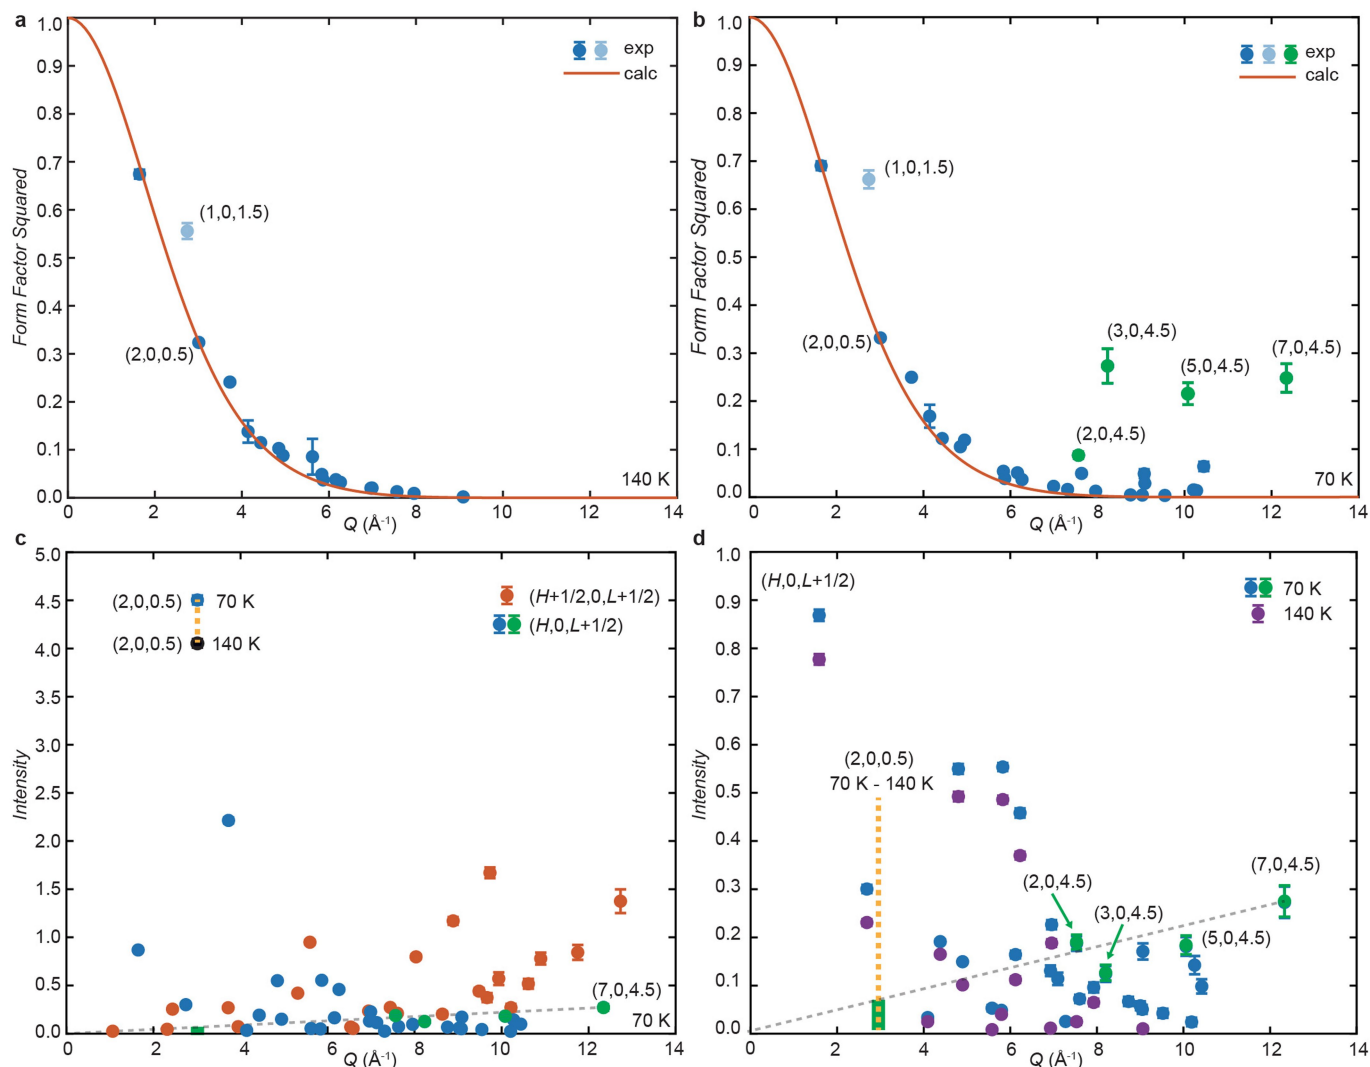 a
1.0
0.9
0.8
0.7
0.6
0.5
0.4
0.3
0.2
0.1
0.0
Form Factor Squared
exp
calc
(1,0,1.5)
(2,0,0.5)
140 K
0 2 4 6 8 10 12 14
Q (Å-1)
b
1.0
0.9
0.8
0.7
0.6
0.5
0.4
0.3
0.2
0.1
0.0
Form Factor Squared
exp
calc
(1,0,1.5)
(2,0,0.5)
(3,0,4.5)
(5,0,4.5)
(7,0,4.5)
(2,0,4.5)
70 K
0 2 4 6 8 10 12 14
Q (Å-1)
c
5.0
4.5
4.0
3.5
3.0
2.5
2.0
1.5
1.0
0.5
0.0
Intensity
(2,0,0.5) 70 K
(2,0,0.5) 140 K
(H+1/2,0,L+1/2)
(H,0,L+1/2)
(7,0,4.5)
70 K
0 2 4 6 8 10 12 14
Q (Å-1)
d
1.0
0.9
0.8
0.7
0.6
0.5
0.4
0.3
0.2
0.1
0.0
Intensity
(H,0,L+1/2)
70 K
140 K
(2,0,0.5)
70 K - 140 K
(2,0,4.5)
(3,0,4.5)
(7,0,4.5)
(5,0,4.5)
0 2 4 6 8 10 12 14
Q (Å-1)